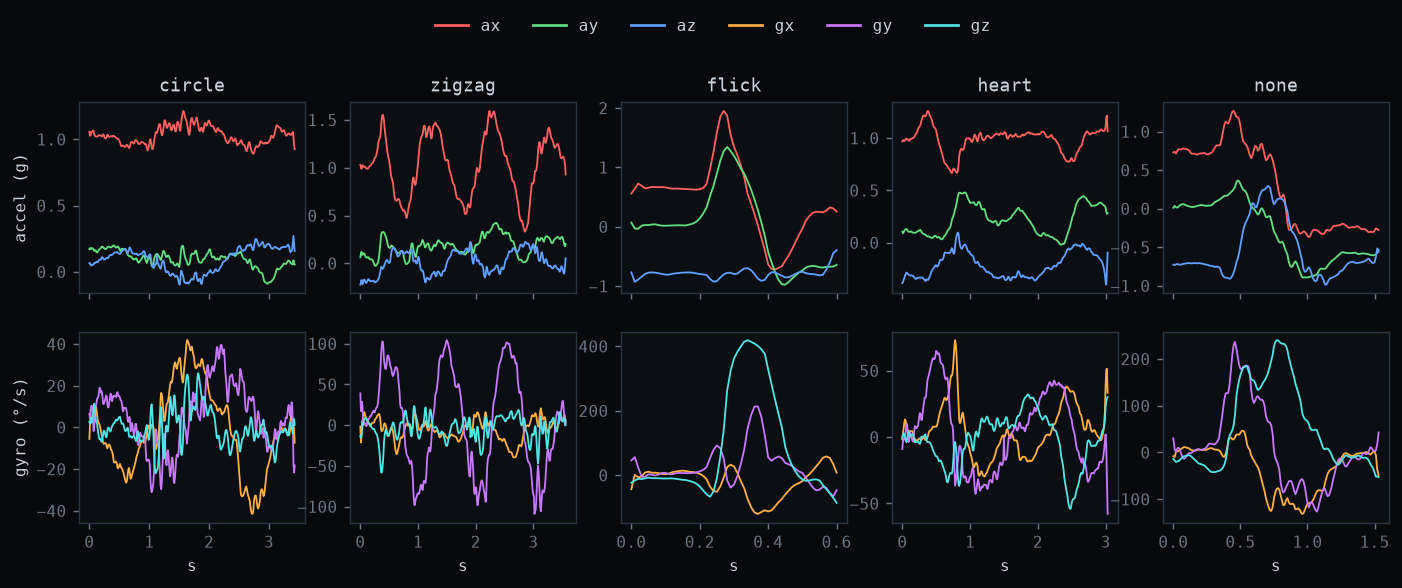 ax ay az gx gy gz
circle zigzag flick heart none
accel (g)
1.0 0.5 0.0
1.5 1.0 0.5 0.0
2 1 0 −1
1.0 0.5 0.0
1.0 0.5 0.0 −0.5 −1.0
gyro (°/s)
40 20 0 −20 −40
100 50 0 −50 −100
400 200 0
50 0 −50
200 100 0 −100
0 1 2 3
0 1 2 3
0.0 0.2 0.4 0.6
0 1 2 3
0.0 0.5 1.0 1.5
s s s s s